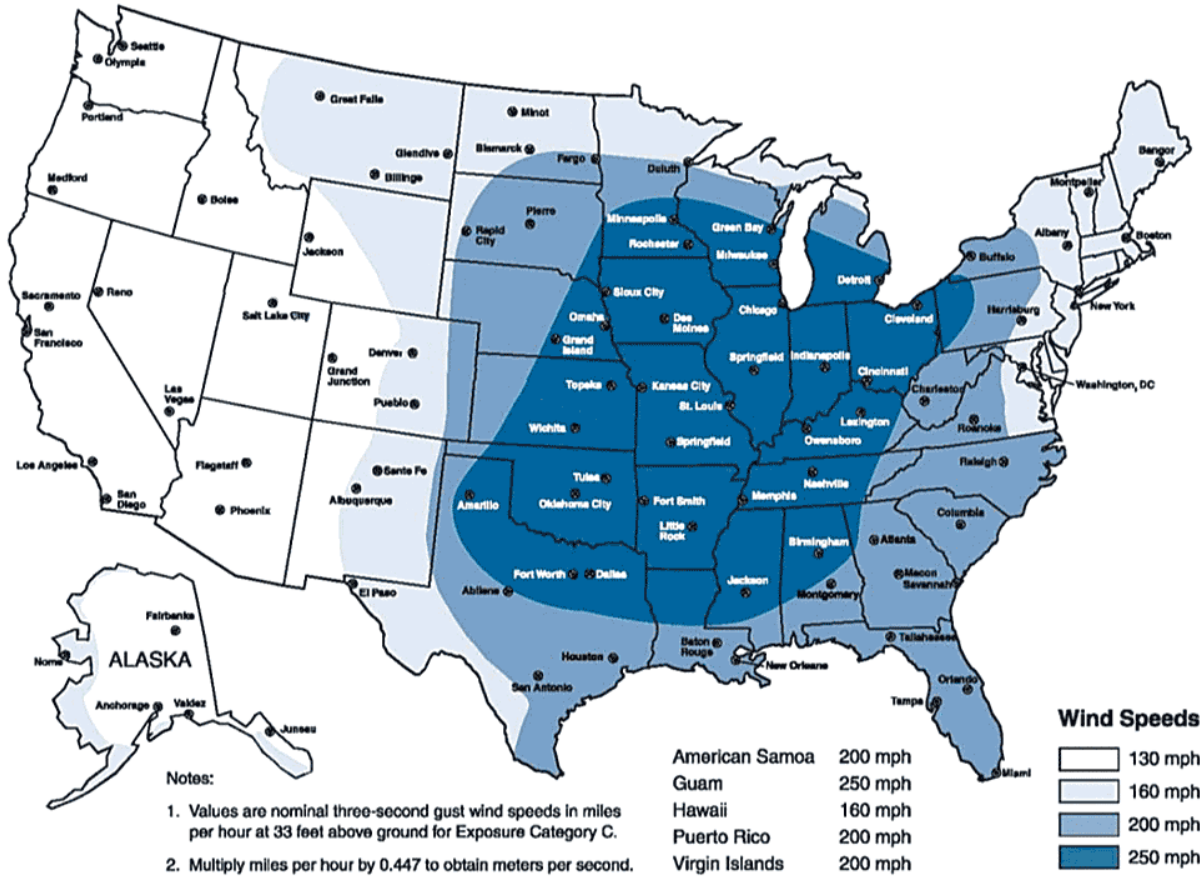 Seattle
Olympia
Portland
Medford
Boise
Great Falls
Glendive
Billings
Jackson
Minot
Bismarck
Fargo
Duluth
Bangor
Montpelier
Albany
Boston
Buffalo
New York
Harrisburg
Washington, DC
Pierre
Rapid
City
Minneapolis
Rochester
Green Bay
Milwaukee
Detroit
Sacramento
San
Francisco
Reno
Salt Lake City
Las
Vegas
Grand
Junction
Denver
Pueblo
Sioux City
Omaha
Grand
Island
Des
Moines
Chicago
Cleveland
Springfield
Indianapolis
Cincinnati
Charleston
Roanoke
Topeka
Kansas City
St. Louis
Lexington
Owensboro
Wichita
Springfield
Los Angeles
San
Diego
Flagstaff
Phoenix
Sante Fe
Albuquerque
Amarillo
Tulsa
Oklahoma City
Fort Smith
Little
Rock
Memphis
Nashville
Raleigh
Columbia
Birmingham
Atlanta
Macon
Savannah
Montgomery
Jackson
El Paso
Abilene
Fort Worth
Dallas
Houston
San Antonio
Baton
Rouge
New Orleans
Tallahassee
Orlando
Tampa
Miami
Fairbanks
Nome
ALASKA
Anchorage
Valdez
Juneau
Notes:
1. Values are nominal three-second gust wind speeds in miles
per hour at 33 feet above ground for Exposure Category C.
2. Multiply miles per hour by 0.447 to obtain meters per second.
American Samoa 200 mph
Guam 250 mph
Hawaii 160 mph
Puerto Rico 200 mph
Virgin Islands 200 mph
Wind Speeds
130 mph
160 mph
200 mph
250 mph